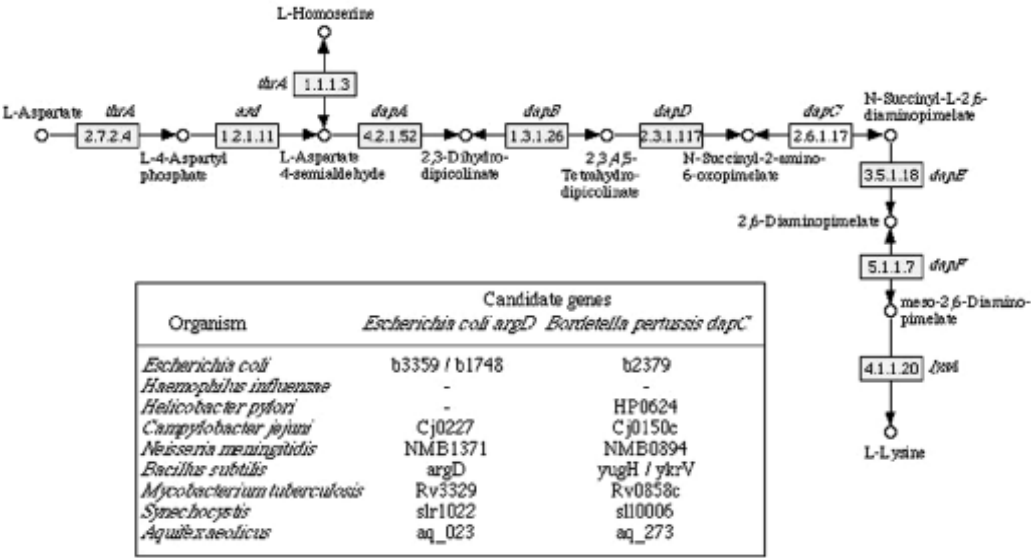 L-Homoserine
thrA 1.1.1.3
L-Aspartate thrA asd dapA dapB dapD dapC N-Succinyl-L-2,6-
diaminopimelate
2.7.2.4 1.2.1.11 4.2.1.52 1.3.1.26 2.3.1.117 2.6.1.17
L-4-Aspartyl
phosphate
L-Aspartate
4-semialdehyde
2,3-Dihydro-
dipicolinate
2,3,4,5-
Tetrahydro-
dipicolinate
N-Succinyl-2-amino-
6-oxopimelate
3.5.1.18 dapE
2,6-Diaminopimelate
5.1.1.7 dapF
meso-2,6-Diamino-
pimelate
4.1.1.20 lysA
L-Lysine
Candidate genes
Organism Escherichia coli argD Bordetella pertussis dapC
Escherichia coli b3359 / b1748 b2379
Haemophilus influenzae - -
Helicobacter pylori - HP0624
Campylobacter jejuni Cj0227 Cj0150c
Neisseria meningitidis NMB1371 NMB0894
Bacillus subtilis argD yugH / ykrV
Mycobacterium tuberculosis Rv3329 Rv0858c
Synechocystis slr1022 sll0006
Aquifex aeolicus aq_023 aq_273